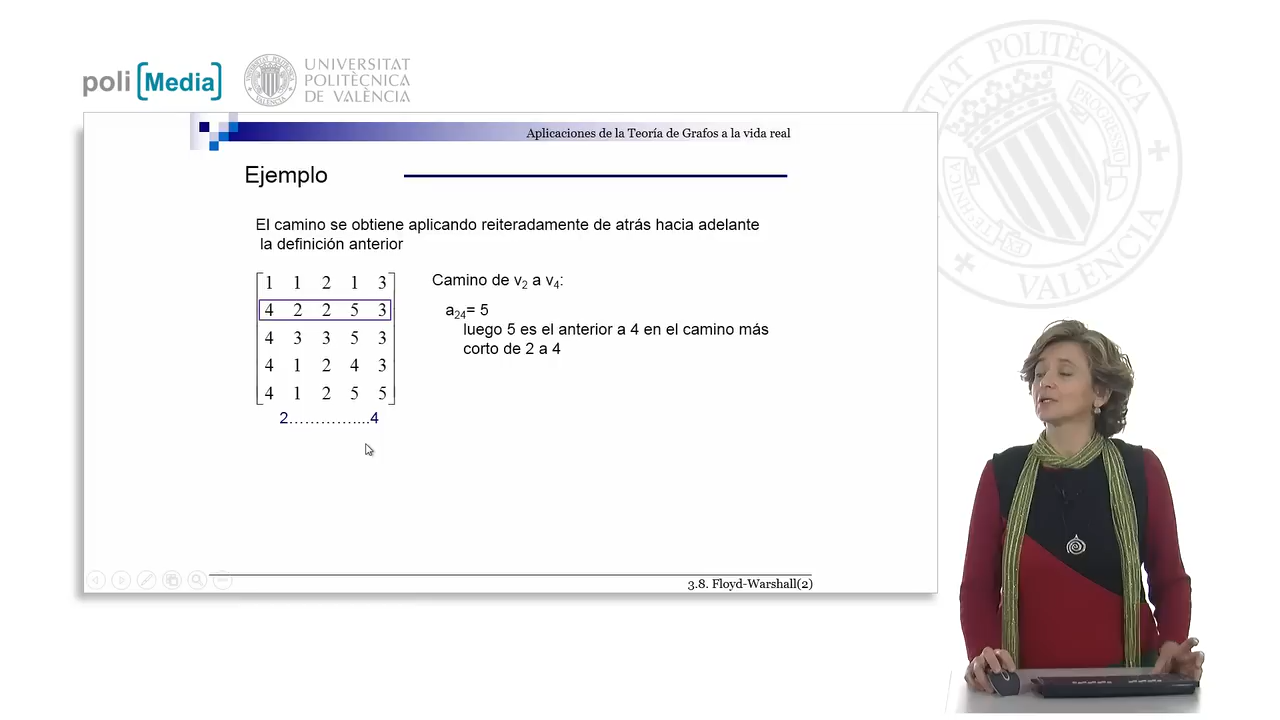 poli [Media]
UNIVERSITAT
POLITÈCNICA
DE VALÈNCIA
Aplicaciones de la Teoría de Grafos a la vida real
Ejemplo
El camino se obtiene aplicando reiteradamente de atrás hacia adelante
la definición anterior
1 1 2 1 3
4 2 2 5 3
4 3 3 5 3
4 1 2 4 3
4 1 2 5 5
2................4
Camino de v2 a v4:
a24= 5
luego 5 es el anterior a 4 en el camino más
corto de 2 a 4
3.8. Floyd-Warshall(2)